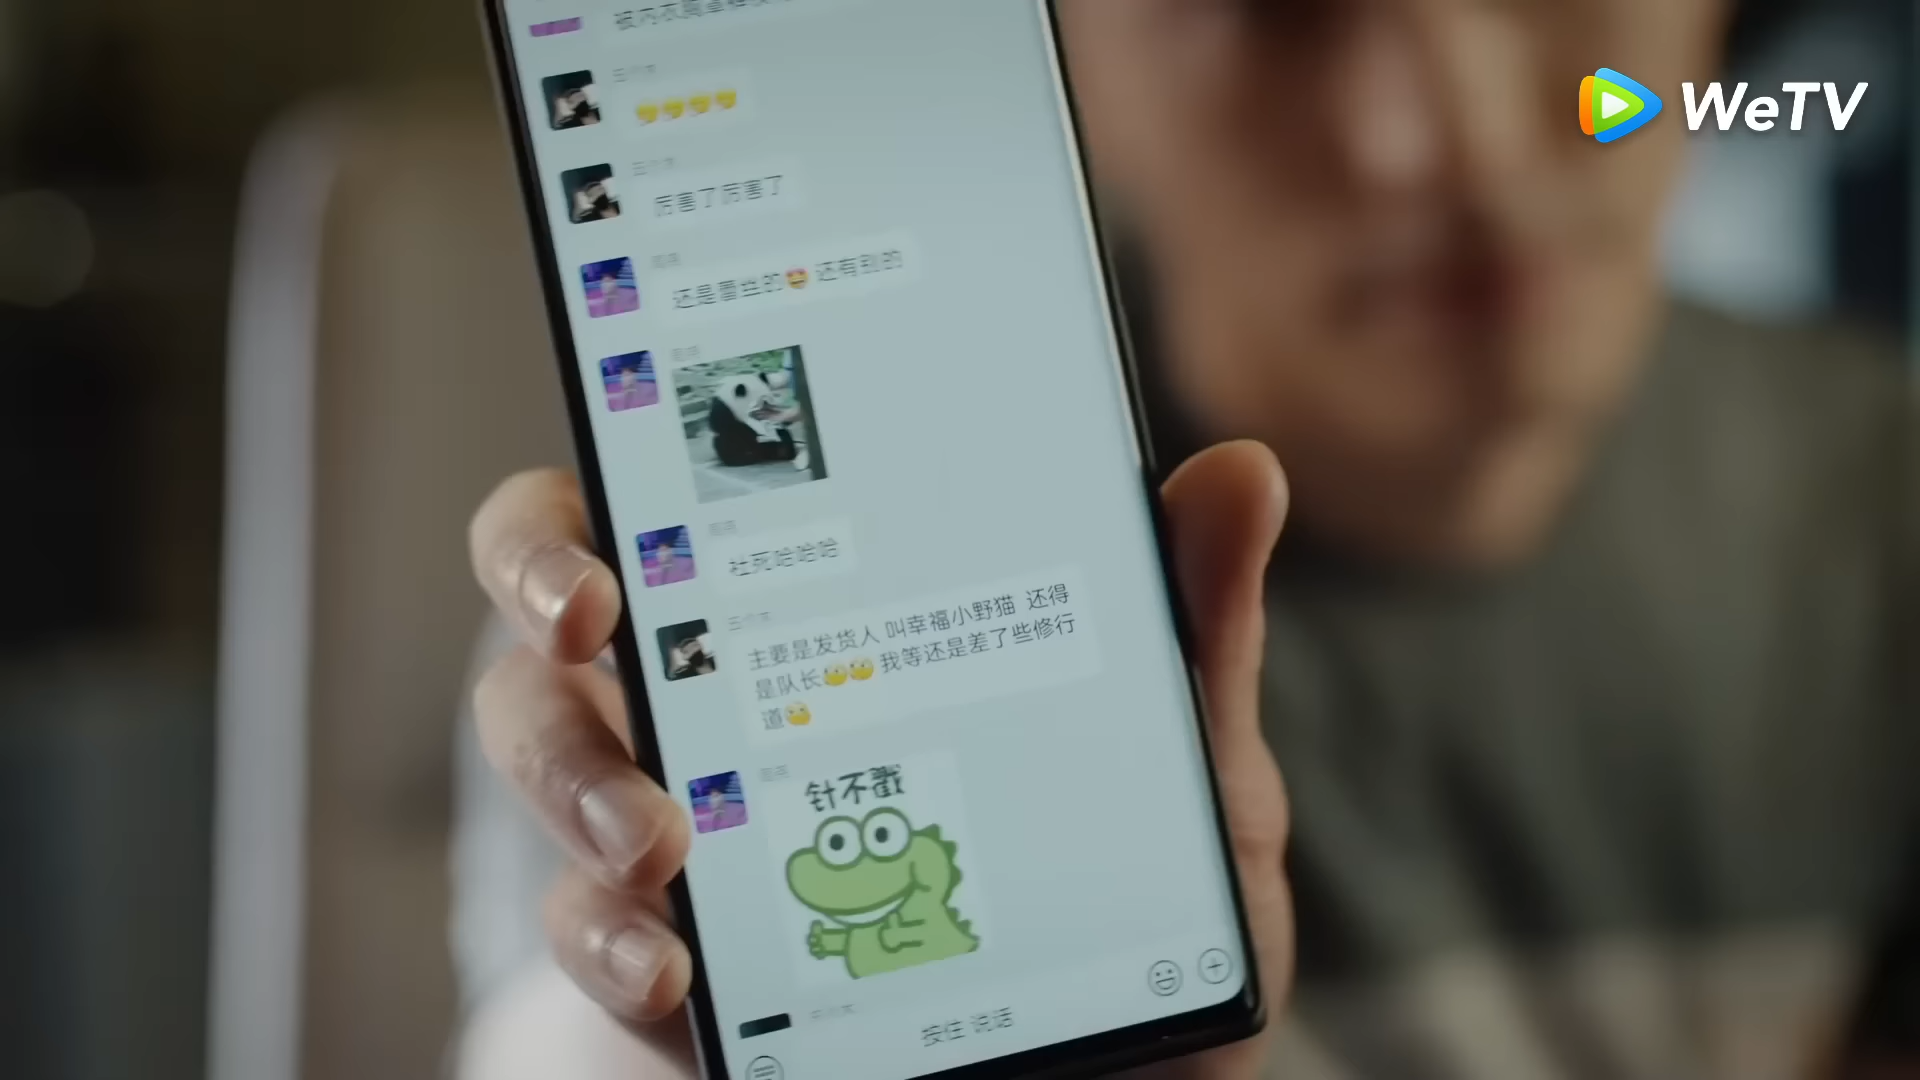 WeTV
厉害了厉害了
还是蕾丝的🤩 还有别的
社死哈哈哈
主要是发货人 叫幸福小野猫 还得
是队长 我等还是差了些修行
道
针不戳
按住 说话